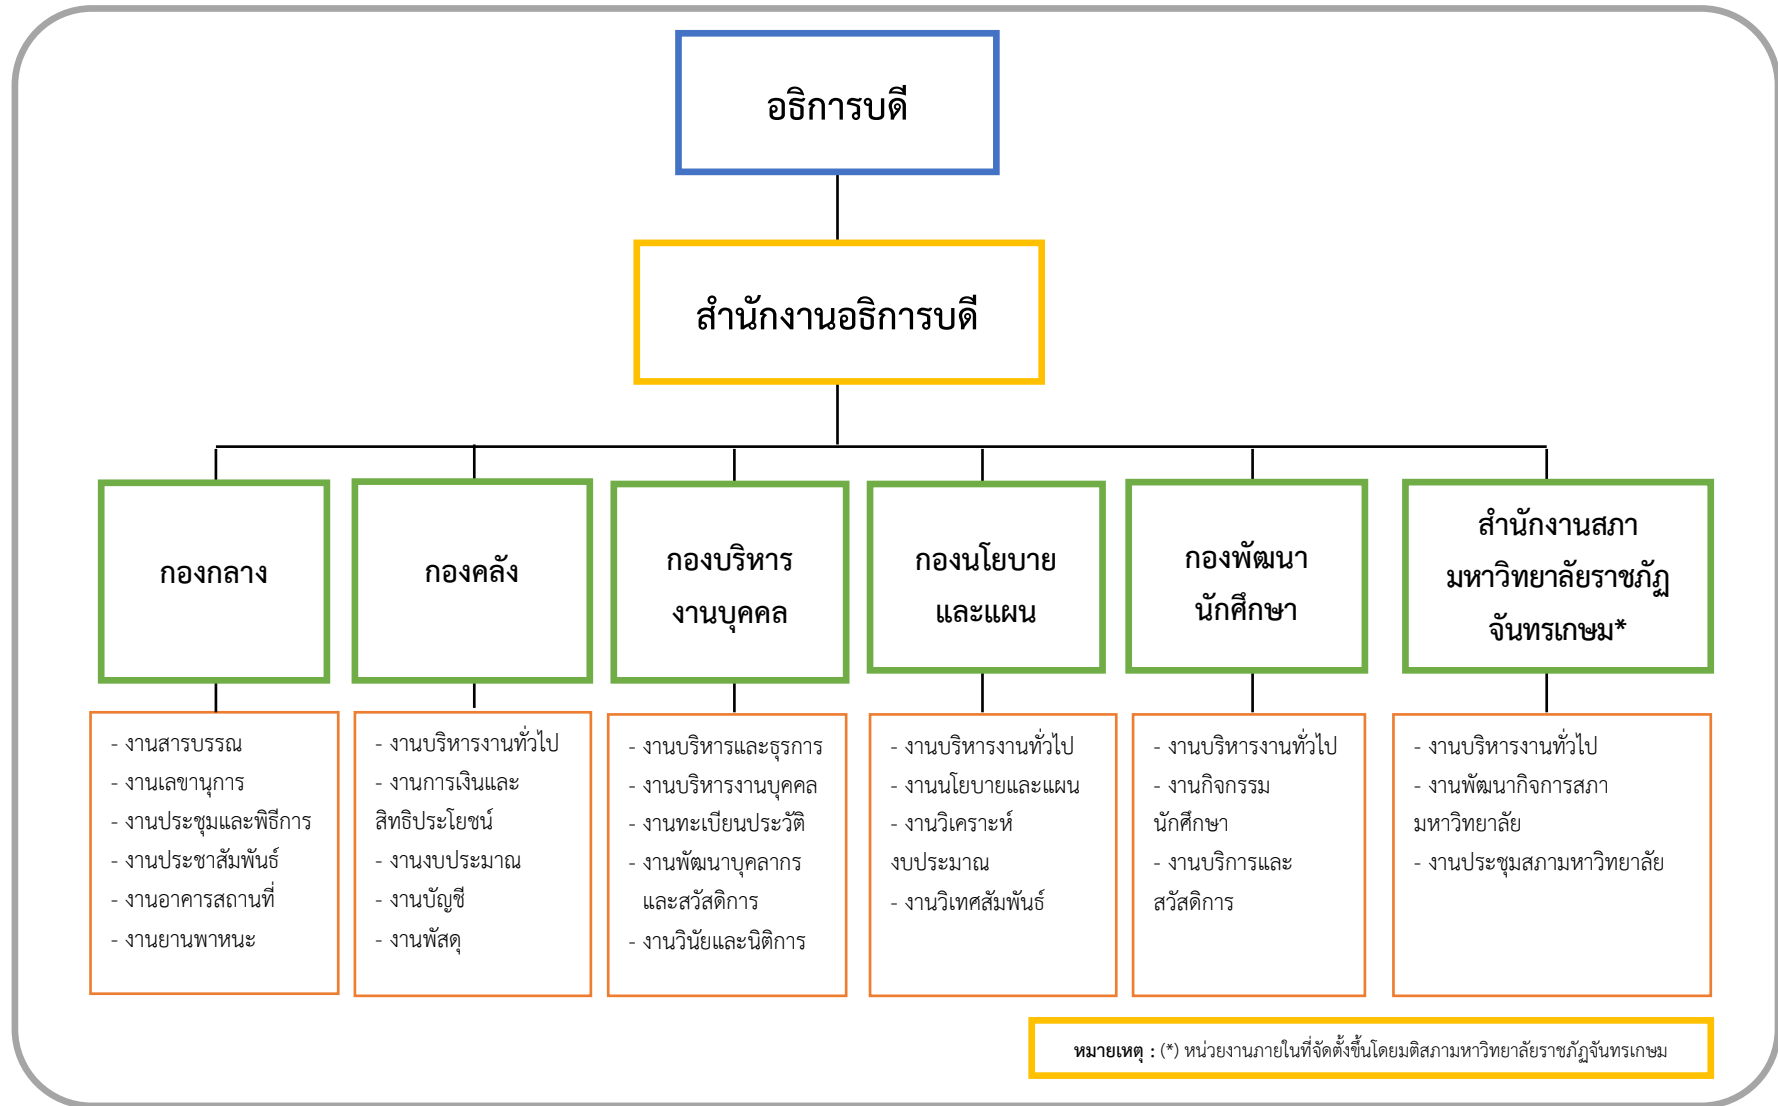 อธิการบดี
สำนักงานอธิการบดี
กองกลาง
กองคลัง
กองบริหาร
งานบุคคล
กองนโยบาย
และแผน
กองพัฒนา
นักศึกษา
สำนักงานสภา
มหาวิทยาลัยราชภัฏ
จันทรเกษม*
- งานสารบรรณ
- งานเลขานุการ
- งานประชุมและพิธีการ
- งานประชาสัมพันธ์
- งานอาคารสถานที่
- งานยานพาหนะ
- งานบริหารงานทั่วไป
- งานการเงินและ
สิทธิประโยชน์
- งานงบประมาณ
- งานบัญชี
- งานพัสดุ
- งานบริหารและธุรการ
- งานบริหารงานบุคคล
- งานทะเบียนประวัติ
- งานพัฒนาบุคลากร
และสวัสดิการ
- งานวินัยและนิติการ
- งานบริหารงานทั่วไป
- งานนโยบายและแผน
- งานวิเคราะห์
งบประมาณ
- งานวิเทศสัมพันธ์
- งานบริหารงานทั่วไป
- งานกิจกรรม
นักศึกษา
- งานบริการและ
สวัสดิการ
- งานบริหารงานทั่วไป
- งานพัฒนากิจการสภา
มหาวิทยาลัย
- งานประชุมสภามหาวิทยาลัย
หมายเหตุ : (*) หน่วยงานภายในที่จัดตั้งขึ้นโดยมติสภามหาวิทยาลัยราชภัฏจันทรเกษม